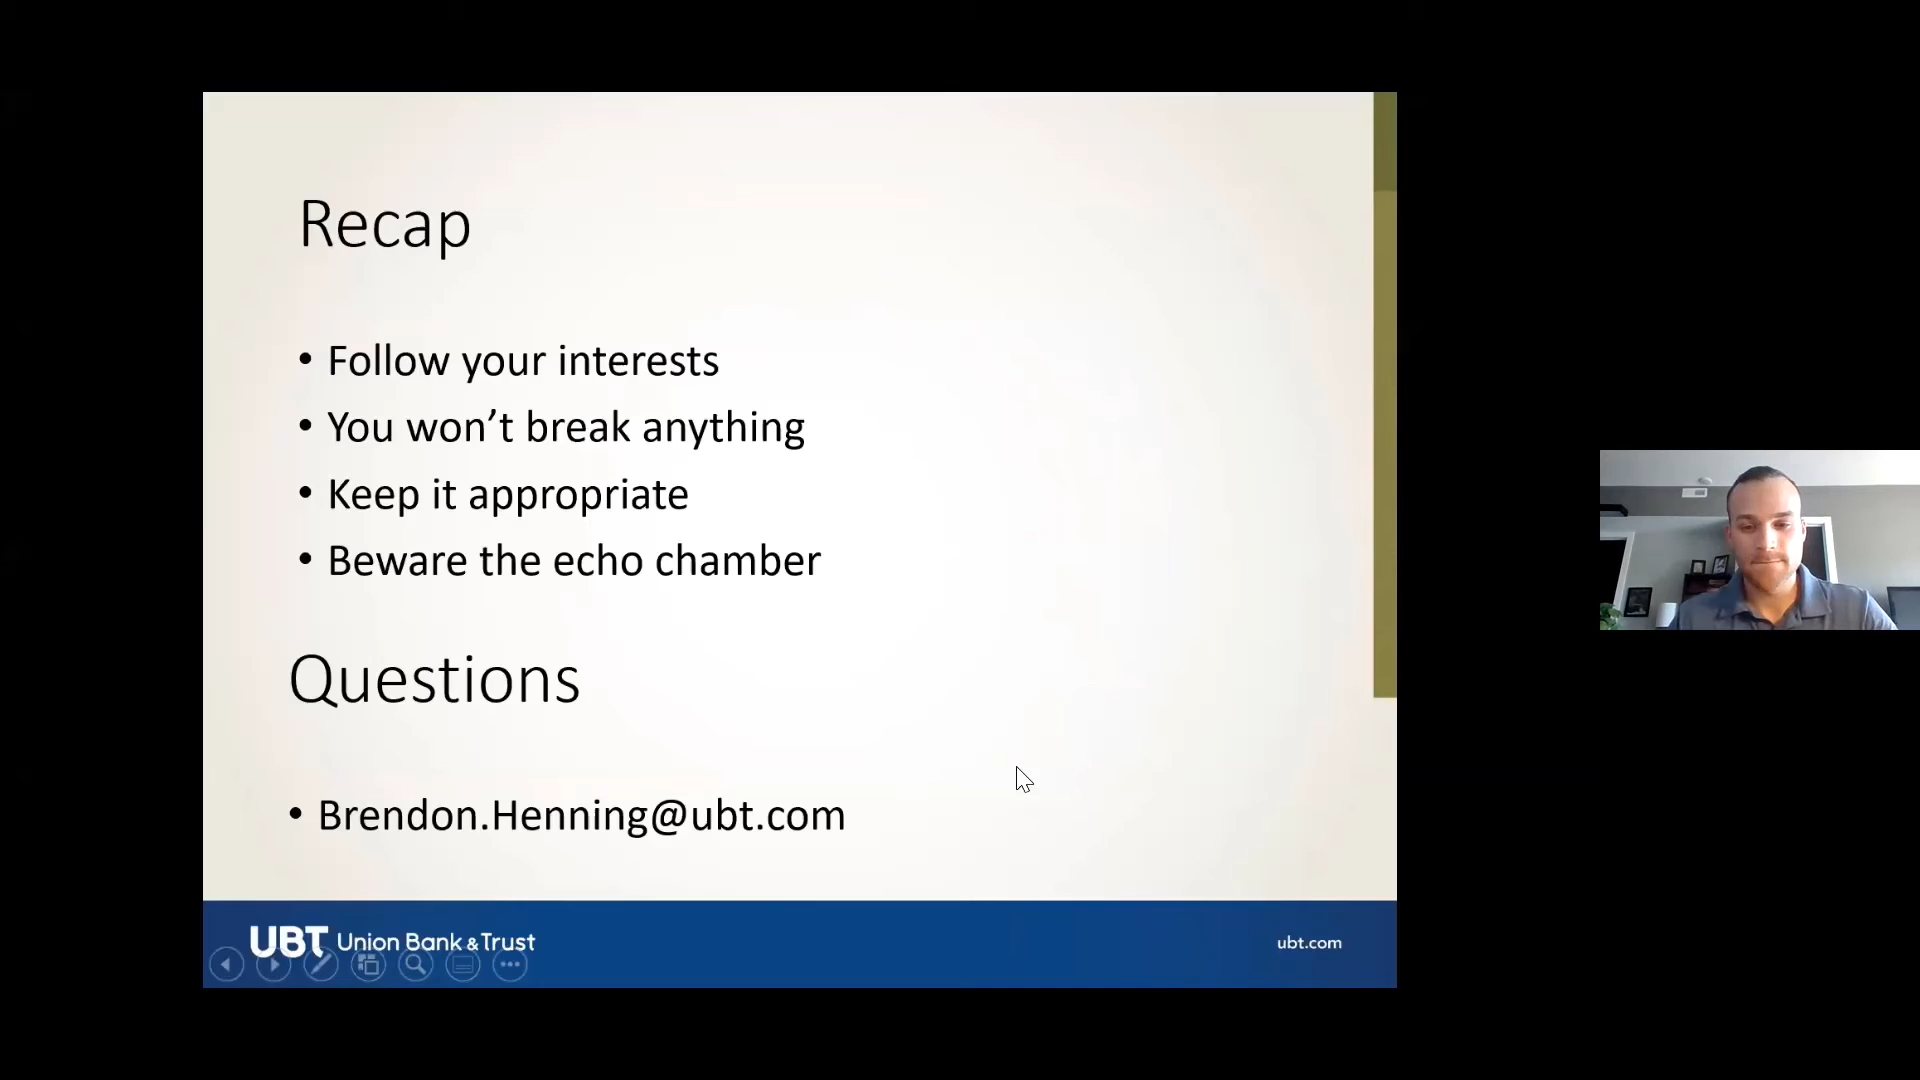 Recap
• Follow your interests
• You won’t break anything
• Keep it appropriate
• Beware the echo chamber
Questions
• Brendon.Henning@ubt.com
UBT Union Bank & Trust
ubt.com